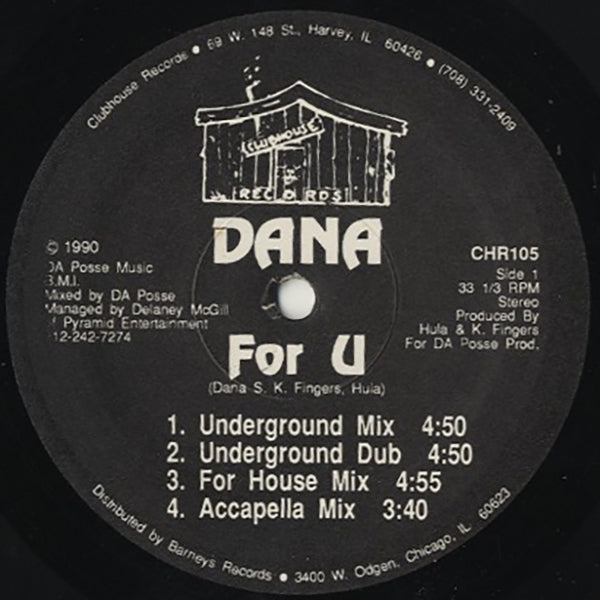 Clubhouse Records • 69 W. 148 St., Harvey, IL 60426 • (708) 331-2409
CLUBHOUSE
RECORDS
DANA
© 1990
DA Posse Music
B.M.I.
Mixed by DA Posse
Managed by Delaney McGill
of Pyramid Entertainment
312-242-7274
CHR105
Side 1
33 1/3 RPM
Stereo
Produced By
Hula & K. Fingers
For DA Posse Prod.
For U
(Dana S. K. Fingers, Hula)
1. Underground Mix 4:50
2. Underground Dub 4:50
3. For House Mix 4:55
4. Accapella Mix 3:40
Distributed by Barneys Records • 3400 W. Odgen, Chicago, IL 60623